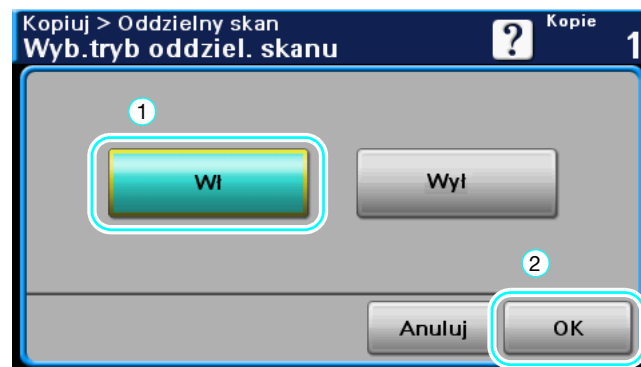 Kopiuj > Oddzielny skan
Wyb.tryb oddziel. skanu
?
Kopie
1
1
Wł
Wył
2
Anuluj
OK